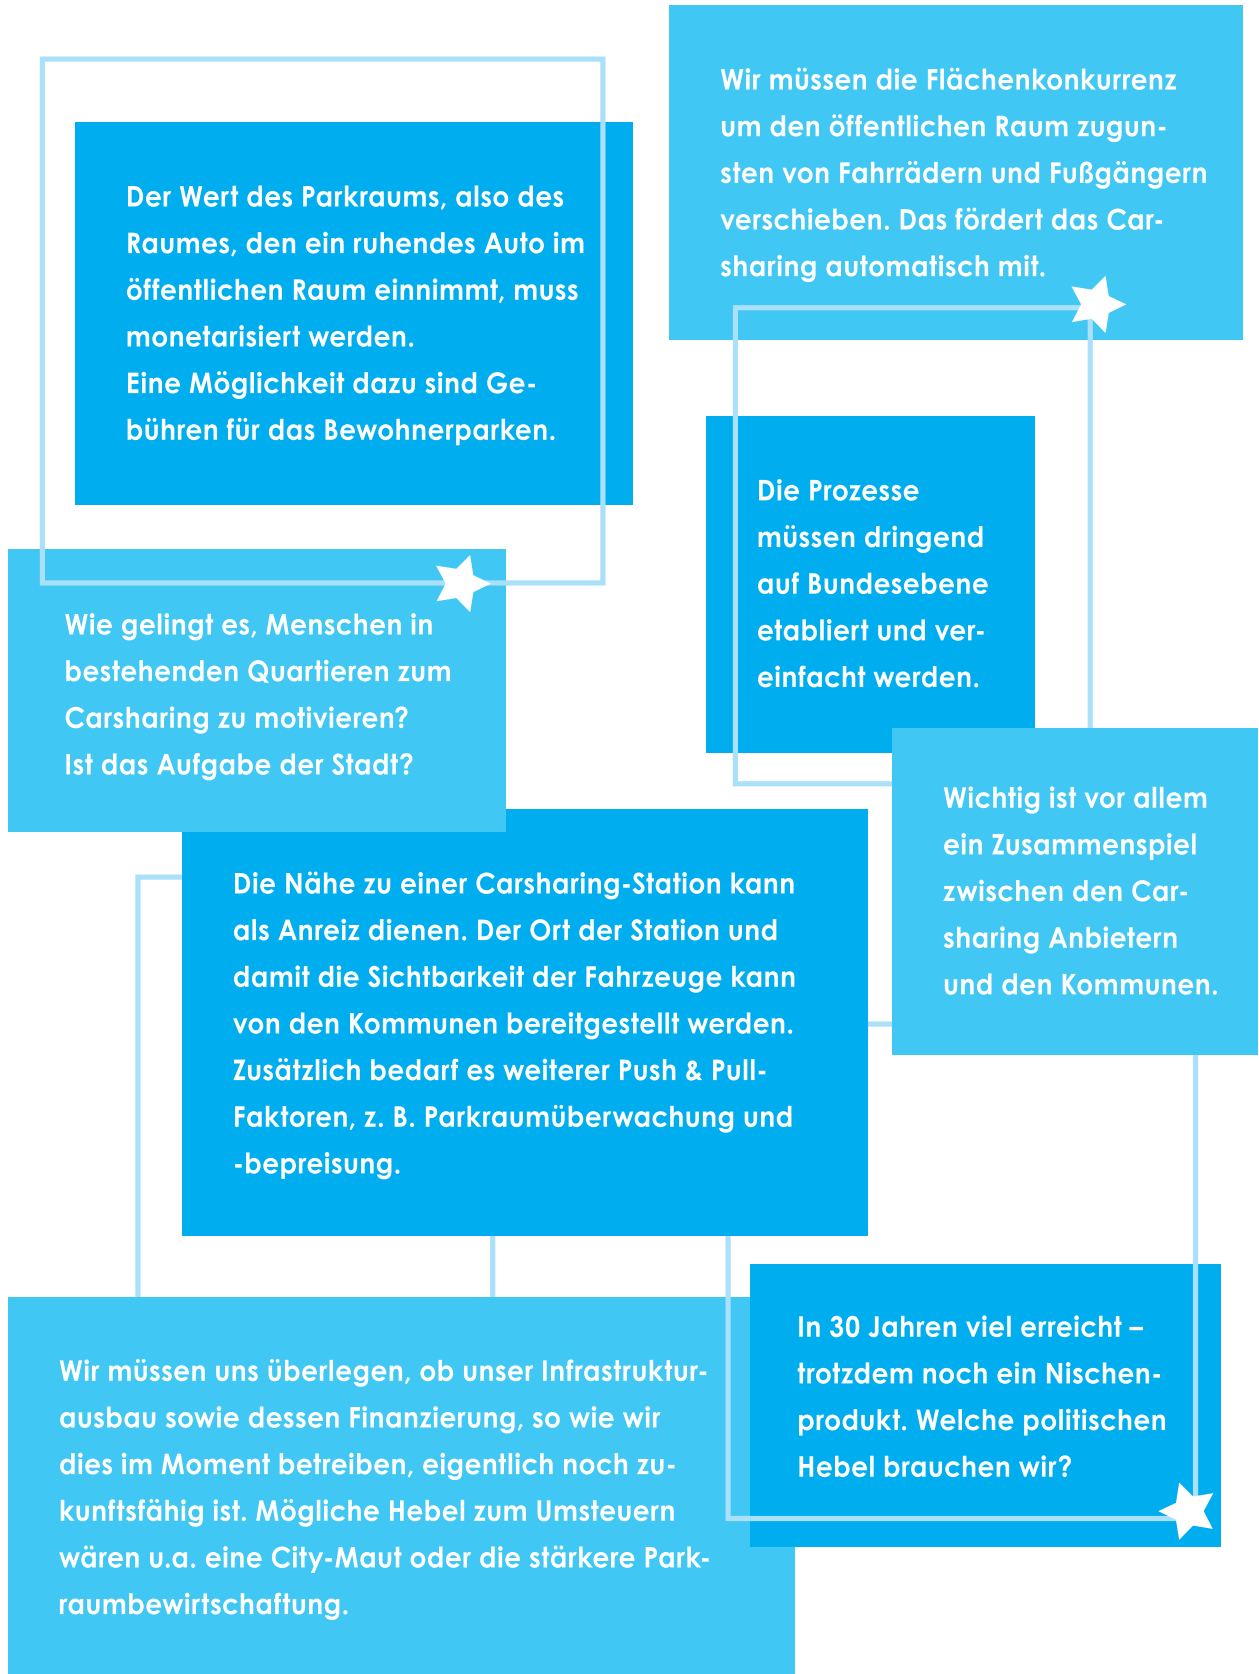 Der Wert des Parkraums, also des
Raumes, den ein ruhendes Auto im
öffentlichen Raum einnimmt, muss
monetarisiert werden.
Eine Möglichkeit dazu sind Ge-
bühren für das Bewohnerparken.
Wir müssen die Flächenkonkurrenz
um den öffentlichen Raum zugun-
sten von Fahrrädern und Fußgängern
verschieben. Das fördert das Car-
sharing automatisch mit.
Die Prozesse
müssen dringend
auf Bundesebene
etabliert und ver-
einfacht werden.
Wie gelingt es, Menschen in
bestehenden Quartieren zum
Carsharing zu motivieren?
Ist das Aufgabe der Stadt?
Wichtig ist vor allem
ein Zusammenspiel
zwischen den Car-
sharing Anbietern
und den Kommunen.
Die Nähe zu einer Carsharing-Station kann
als Anreiz dienen. Der Ort der Station und
damit die Sichtbarkeit der Fahrzeuge kann
von den Kommunen bereitgestellt werden.
Zusätzlich bedarf es weiterer Push & Pull-
Faktoren, z. B. Parkraumüberwachung und
-bepreisung.
In 30 Jahren viel erreicht –
trotzdem noch ein Nischen-
produkt. Welche politischen
Hebel brauchen wir?
Wir müssen uns überlegen, ob unser Infrastruktur-
ausbau sowie dessen Finanzierung, so wie wir
dies im Moment betreiben, eigentlich noch zu-
kunftsfähig ist. Mögliche Hebel zum Umsteuern
wären u.a. eine City-Maut oder die stärkere Park-
raumbewirtschaftung.